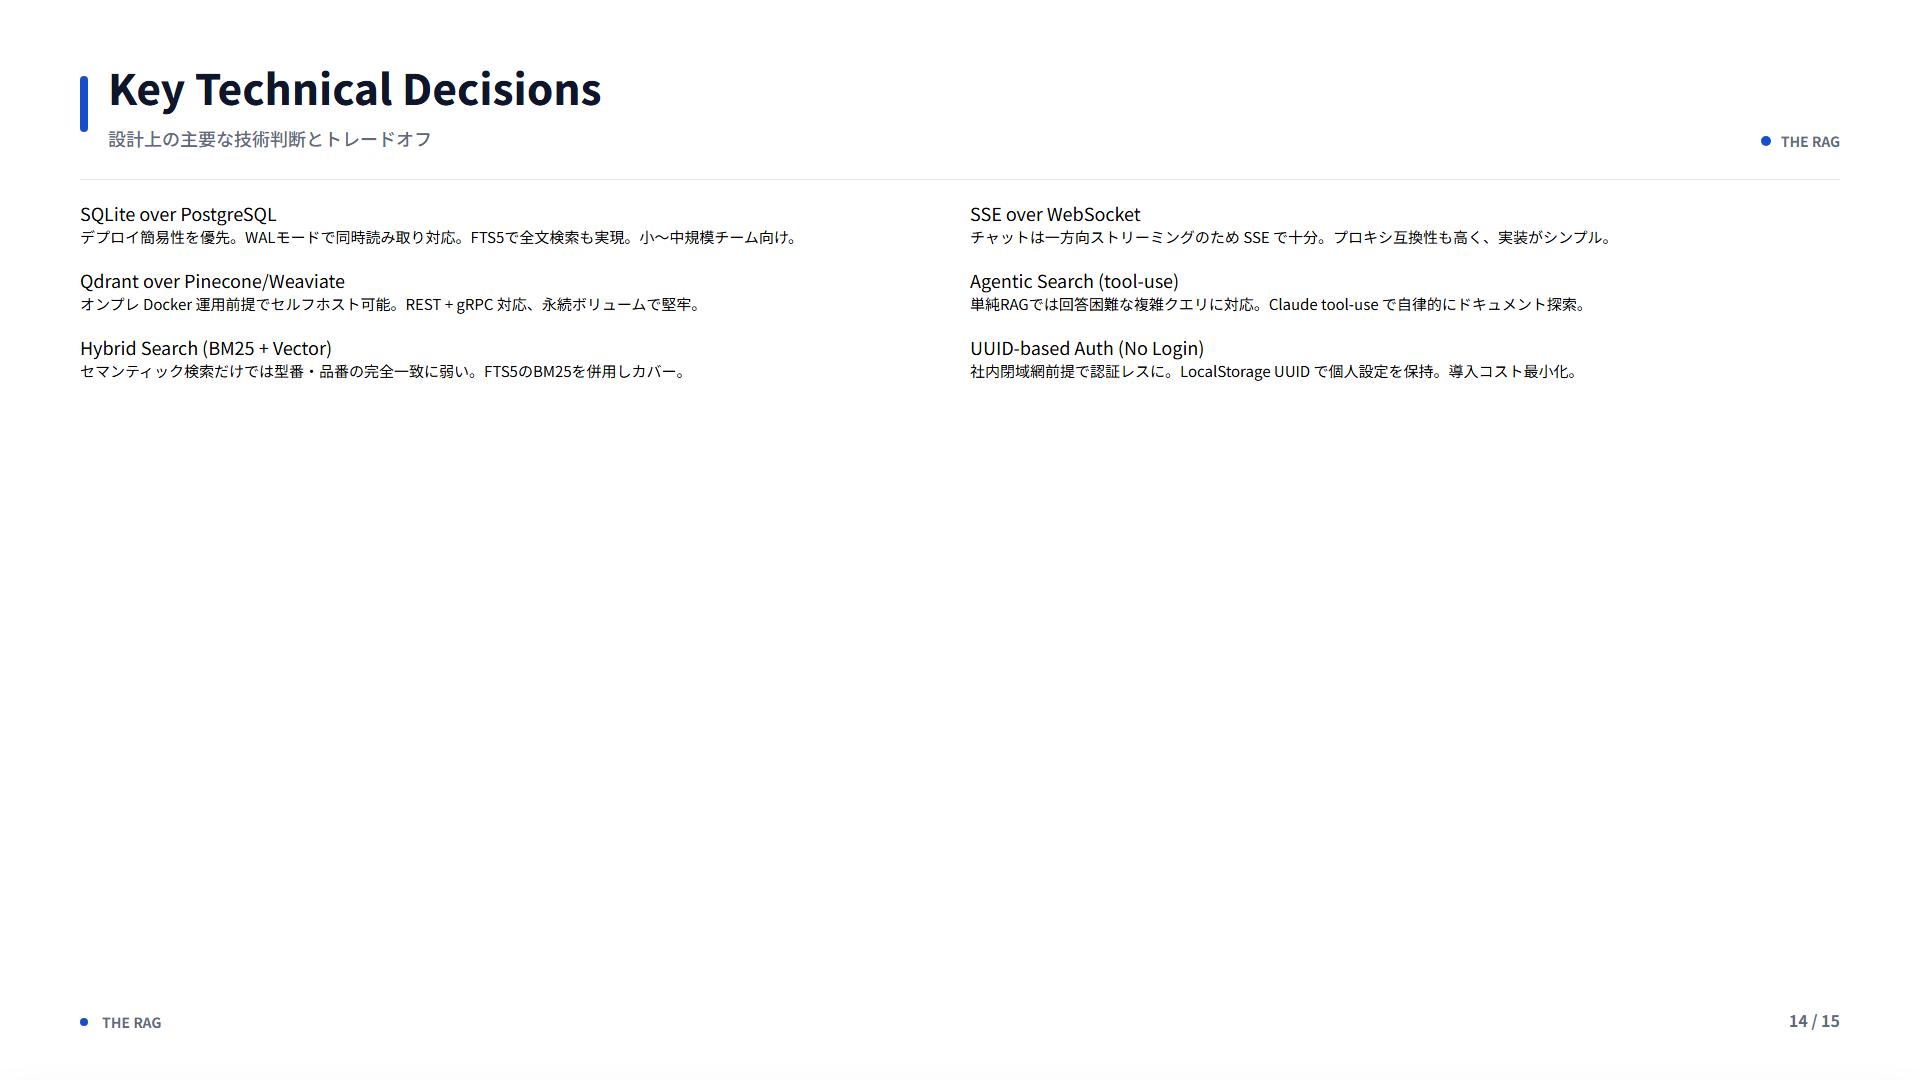 Key Technical Decisions
設計上の主要な技術判断とトレードオフ
THE RAG
SQLite over PostgreSQL
デプロイ簡易性を優先。WALモードで同時読み取り対応。FTS5で全文検索も実現。小〜中規模チーム向け。
Qdrant over Pinecone/Weaviate
オンプレ Docker 運用前提でセルフホスト可能。REST + gRPC 対応、永続ボリュームで堅牢。
Hybrid Search (BM25 + Vector)
セマンティック検索だけでは型番・品番の完全一致に弱い。FTS5のBM25を併用しカバー。
SSE over WebSocket
チャットは一方向ストリーミングのため SSE で十分。プロキシ互換性も高く、実装がシンプル。
Agentic Search (tool-use)
単純RAGでは回答困難な複雑クエリに対応。Claude tool-use で自律的にドキュメント探索。
UUID-based Auth (No Login)
社内閉域網前提で認証レスに。LocalStorage UUID で個人設定を保持。導入コスト最小化。
THE RAG
14 / 15